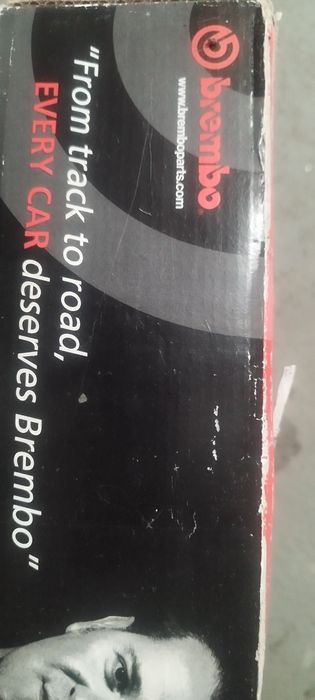 brembo
www.bremboparts.com
"From track to road,
EVERY CAR deserves Brembo"